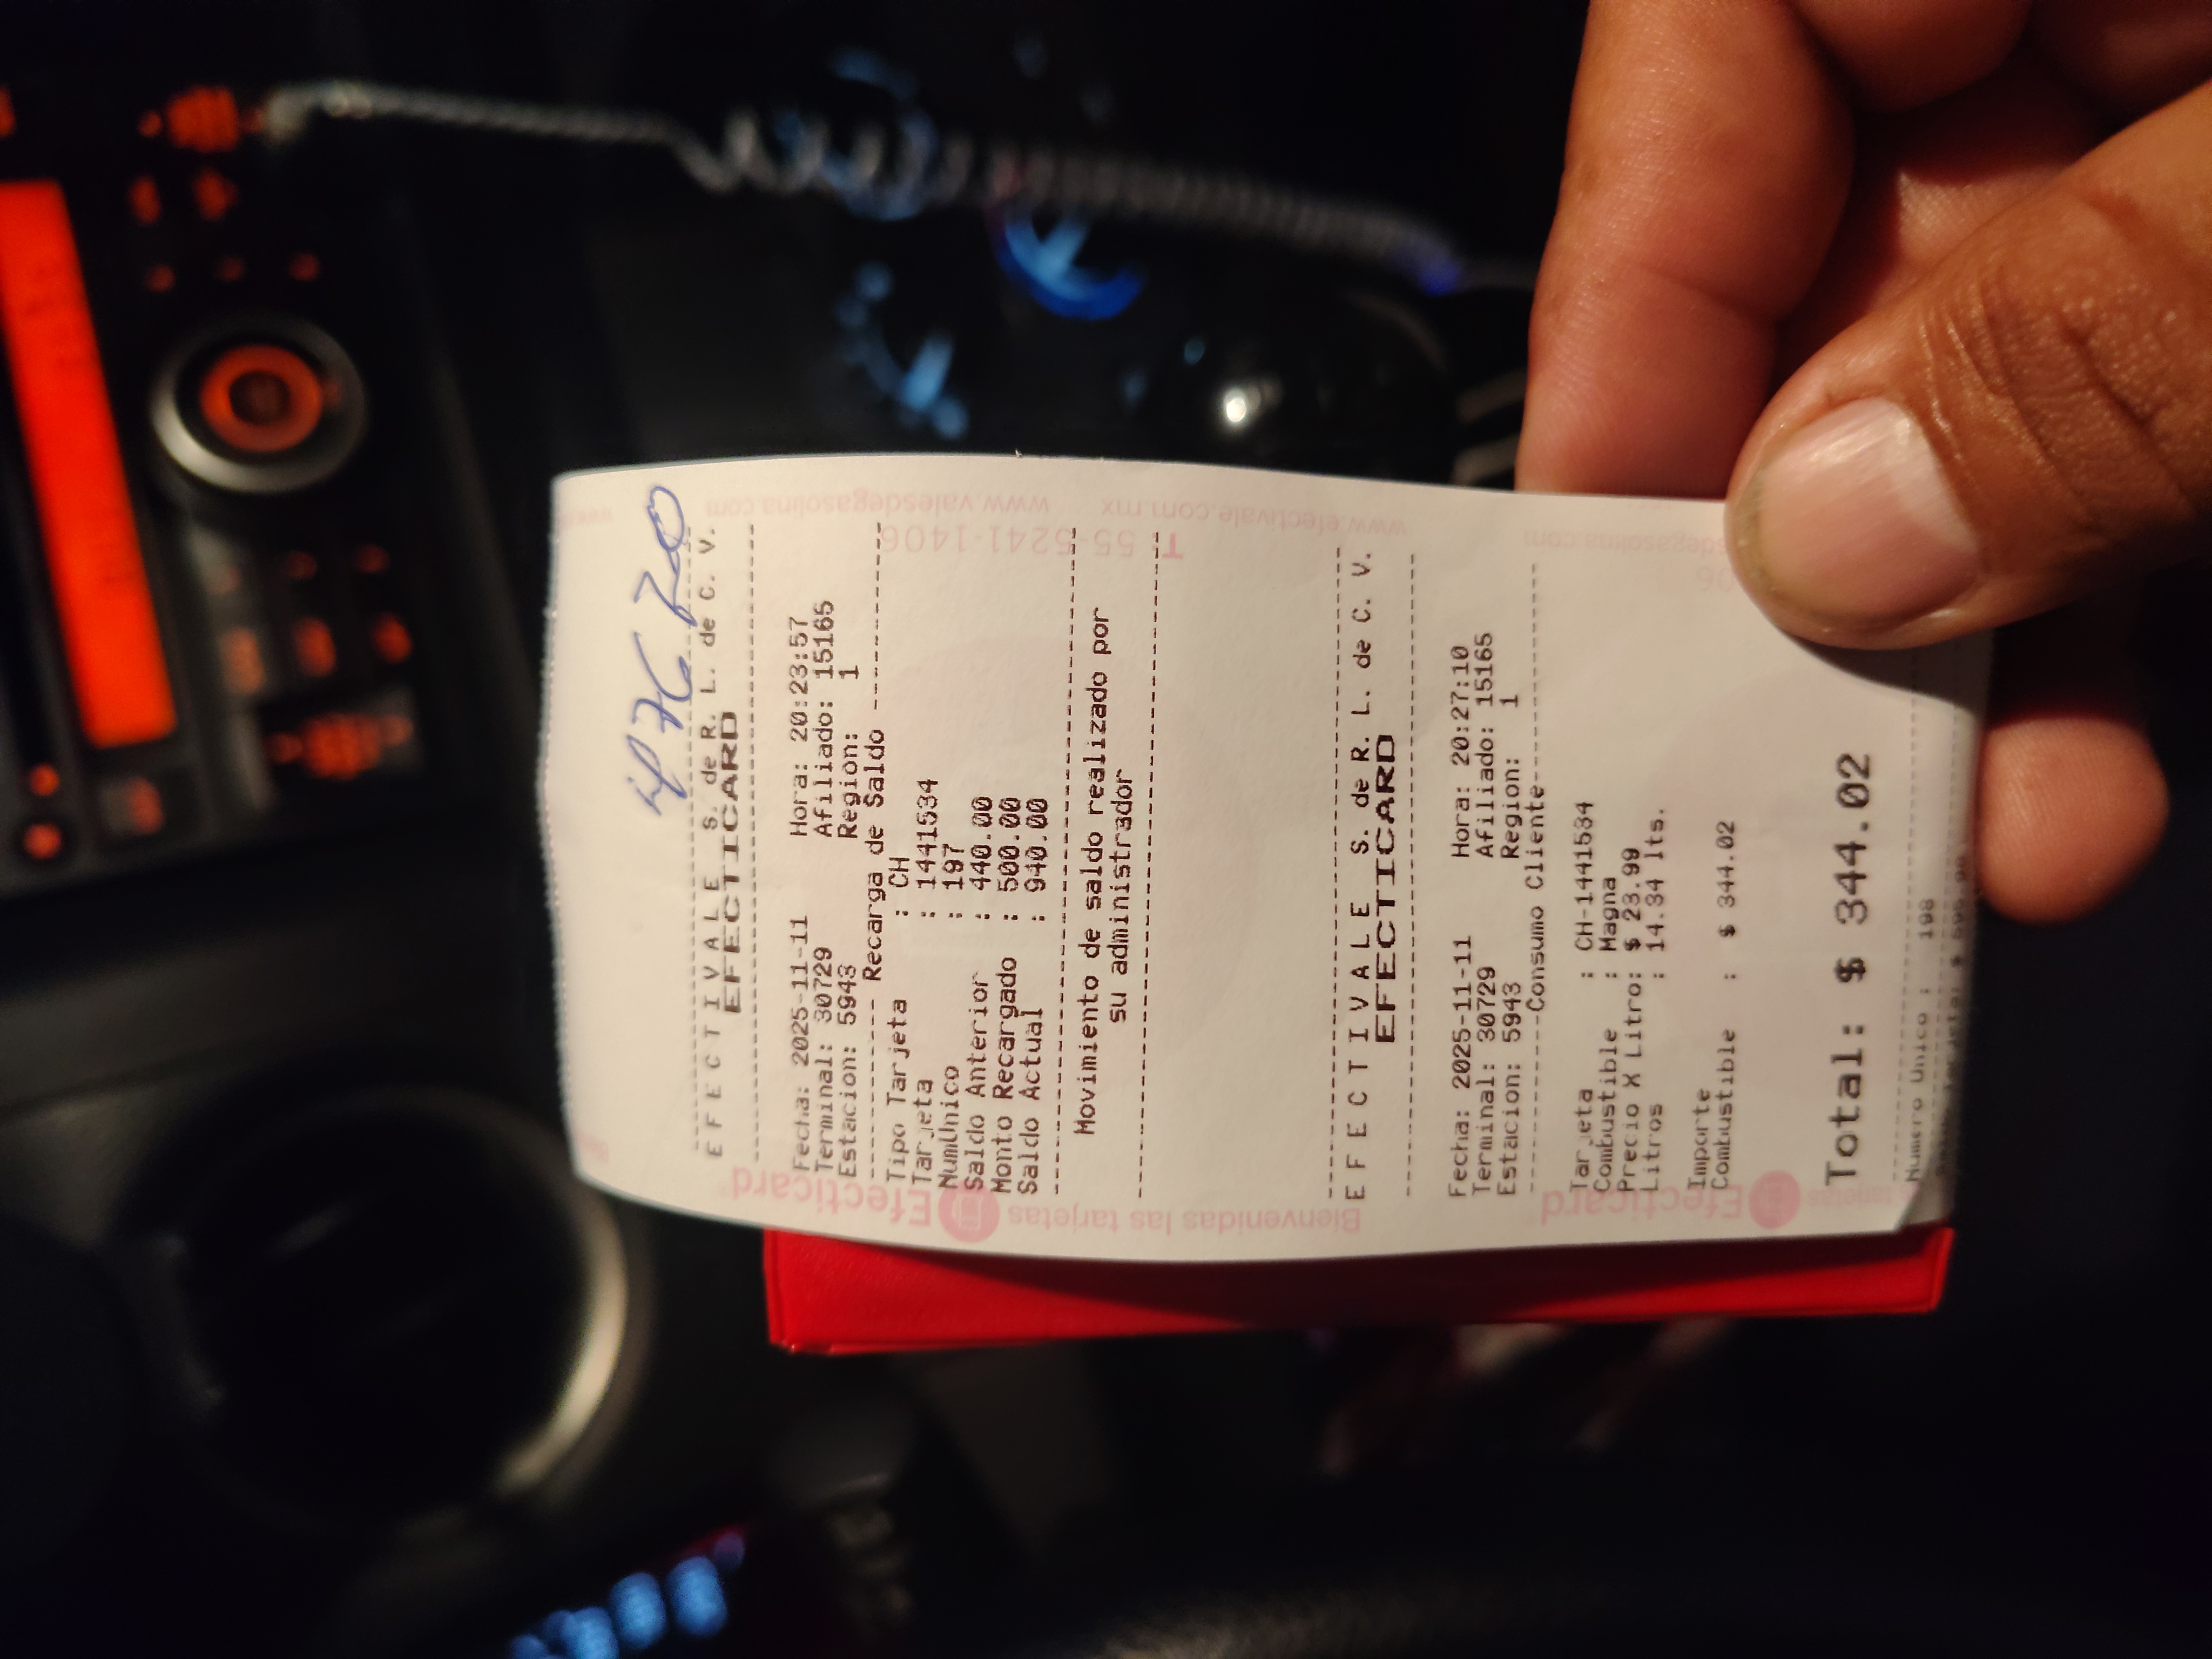 E F E C T I V A L E  S. de R. L. de C. V.
EFECTICARD
Fecha: 2025-11-11 Hora: 20:23:57
Terminal: 30729 Afiliado: 15165
Estacion: 5943 Region: 1
Recarga de Saldo
Tipo Tarjeta : CH
Tarjeta : 1441534
NumUnico : 197
Saldo Anterior : 440.00
Monto Recargado : 500.00
Saldo Actual : 940.00
Movimiento de saldo realizado por
su administrador
E F E C T I V A L E  S. de R. L. de C. V.
EFECTICARD
Fecha: 2025-11-11 Hora: 20:27:10
Terminal: 30729 Afiliado: 15165
Estacion: 5943 Region: 1
Consumo Cliente
Tarjeta : CH-1441534
Combustible : Magna
Precio X Litro: $ 23.99
Litros : 14.34 lts.
Importe
Combustible : $ 344.02
Total: $ 344.02
Numero Unico : 198
Bienvenidas las tarjetas Efecticard
www.valesdegasolina.com
www.efectivale.com.mx
T. 55-5241-1406
Efecticard